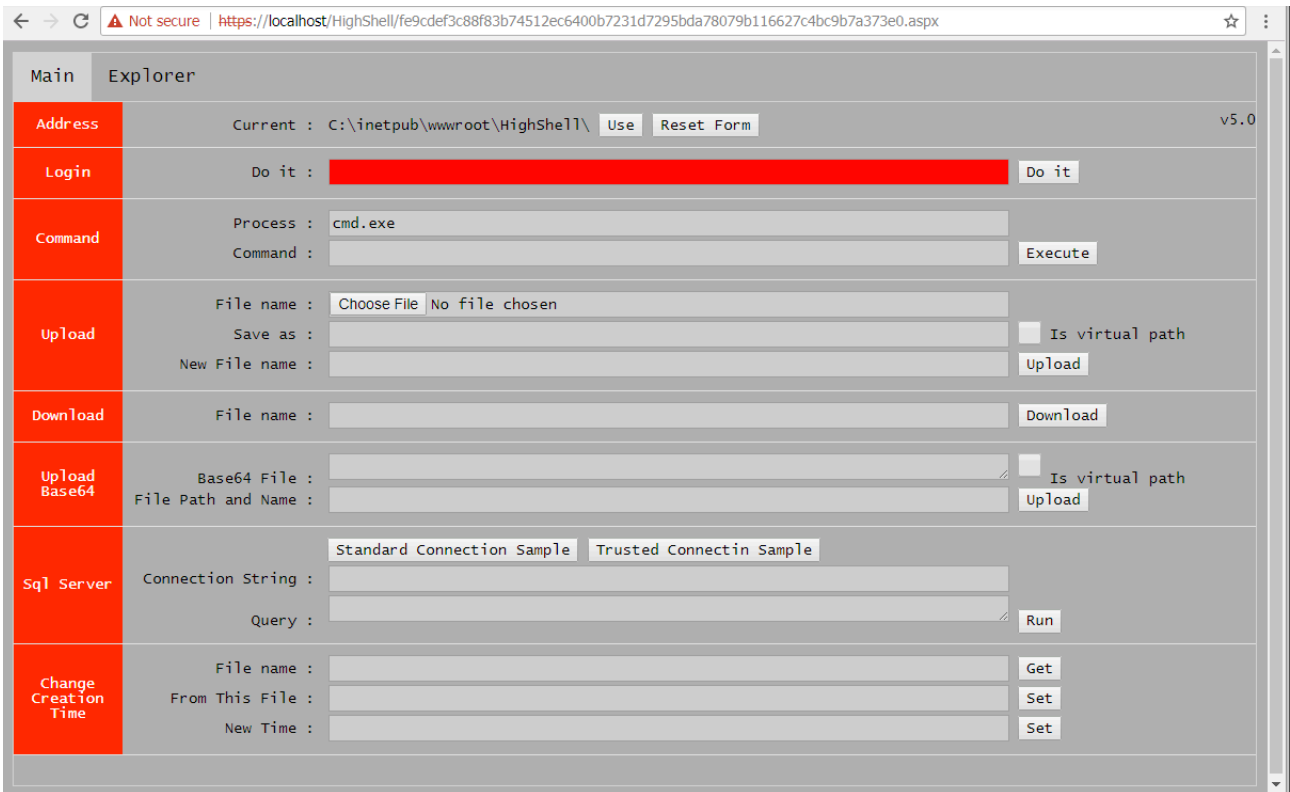 Not secure | https://localhost/HighShell/fe9cdef3c88f83b74512ec6400b7231d7295bda78079b116627c4bc9b7a373e0.aspx
Main Explorer
Address Current : C:\inetpub\wwwroot\HighShell\ Use Reset Form v5.0
Login Do it : Do it
Process : cmd.exe
Command
Command : Execute
File name : Choose File No file chosen
Upload Save as : Is virtual path
New File name : Upload
Download File name : Download
Upload
Base64
Base64 File : Is virtual path
File Path and Name : Upload
Standard Connection Sample Trusted Connectin Sample
Sql Server Connection String :
Query : Run
Change
Creation
Time
File name : Get
From This File : Set
New Time : Set